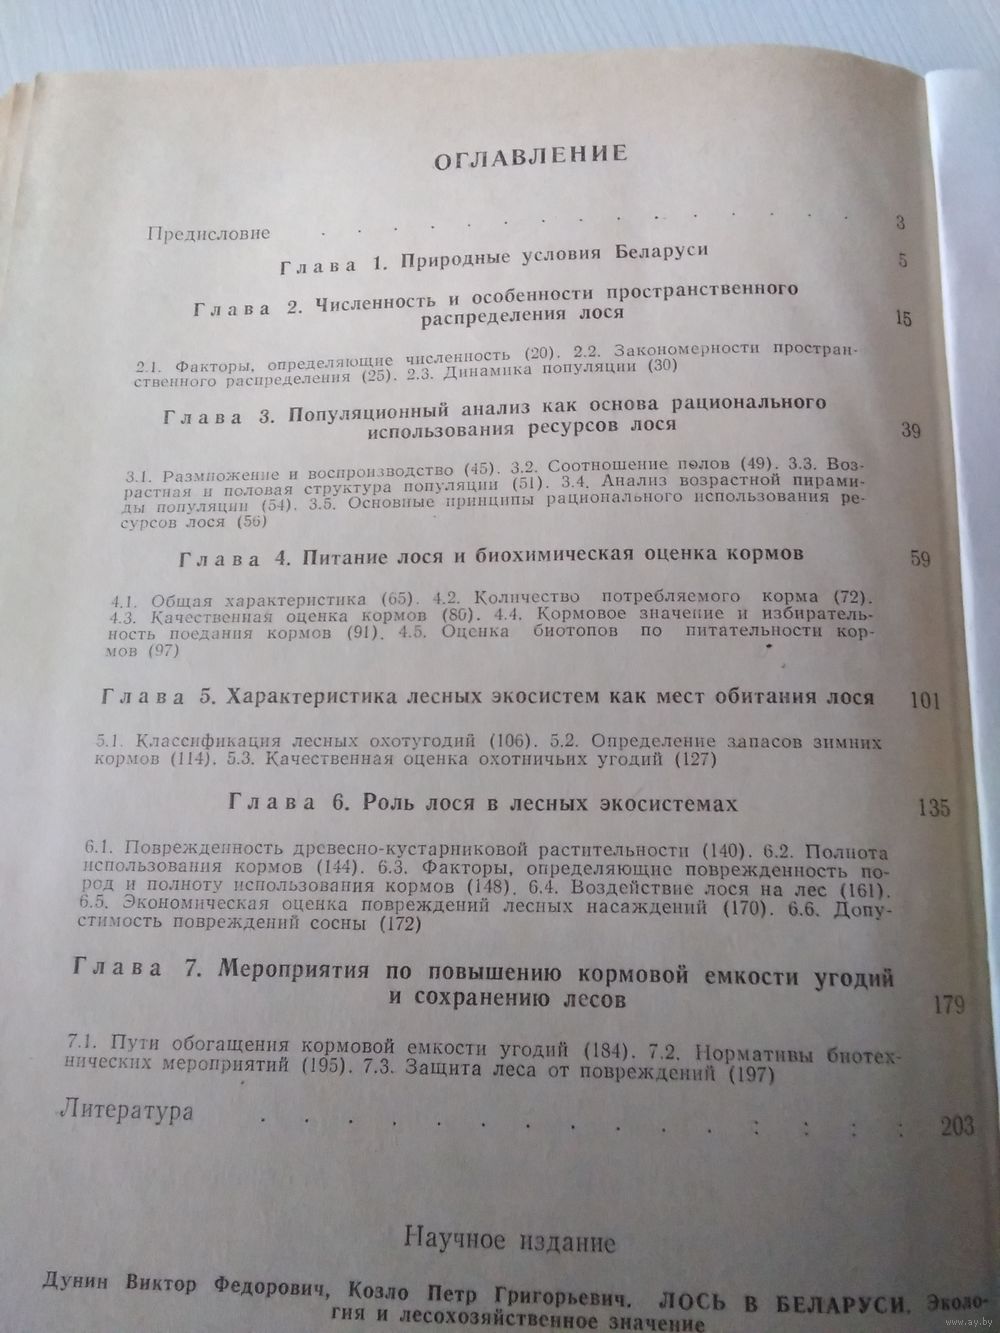 ОГЛАВЛЕНИЕ
Предисловие . . . . . . . . . . . . . . . 3
Глава 1. Природные условия Беларуси 5
Глава 2. Численность и особенности пространственного
распределения лося 15
2.1. Факторы, определяющие численность (20). 2.2. Закономерности простран-
ственного распределения (25). 2.3. Динамика популяции (30)
Глава 3. Популяционный анализ как основа рационального
использования ресурсов лося 39
3.1. Размножение и воспроизводство (45). 3.2. Соотношение полов (49). 3.3. Воз-
растная и половая структура популяции (51). 3.4. Анализ возрастной пирами-
ды популяции (54). 3.5. Основные принципы рационального использования ре-
сурсов лося (56)
Глава 4. Питание лося и биохимическая оценка кормов 59
4.1. Общая характеристика (65). 4.2. Количество потребляемого корма (72).
4.3. Качественная оценка кормов (80). 4.4. Кормовое значение и избиратель-
ность поедания кормов (91). 4.5. Оценка биотопов по питательности кор-
мов (97)
Глава 5. Характеристика лесных экосистем как мест обитания лося 101
5.1. Классификация лесных охотугодий (106). 5.2. Определение запасов зимних
кормов (114). 5.3. Качественная оценка охотничьих угодий (127)
Глава 6. Роль лося в лесных экосистемах 135
6.1. Поврежденность древесно-кустарниковой растительности (140). 6.2. Полнота
использования кормов (144). 6.3. Факторы, определяющие поврежденность по-
род и полноту использования кормов (148). 6.4. Воздействие лося на лес (161).
6.5. Экономическая оценка повреждений лесных насаждений (170). 6.6. Допу-
стимость повреждений сосны (172)
Глава 7. Мероприятия по повышению кормовой емкости угодий
и сохранению лесов 179
7.1. Пути обогащения кормовой емкости угодий (184). 7.2. Нормативы биотех-
нических мероприятий (195). 7.3. Защита леса от повреждений (197)
Литература . . . . . . . . . . . : : : : 203
Научное издание
Дунин Виктор Федорович, Козло Петр Григорьевич. ЛОСЬ В БЕЛАРУСИ. Эколо-
гия и лесохозяйственное значение
www.ay.by